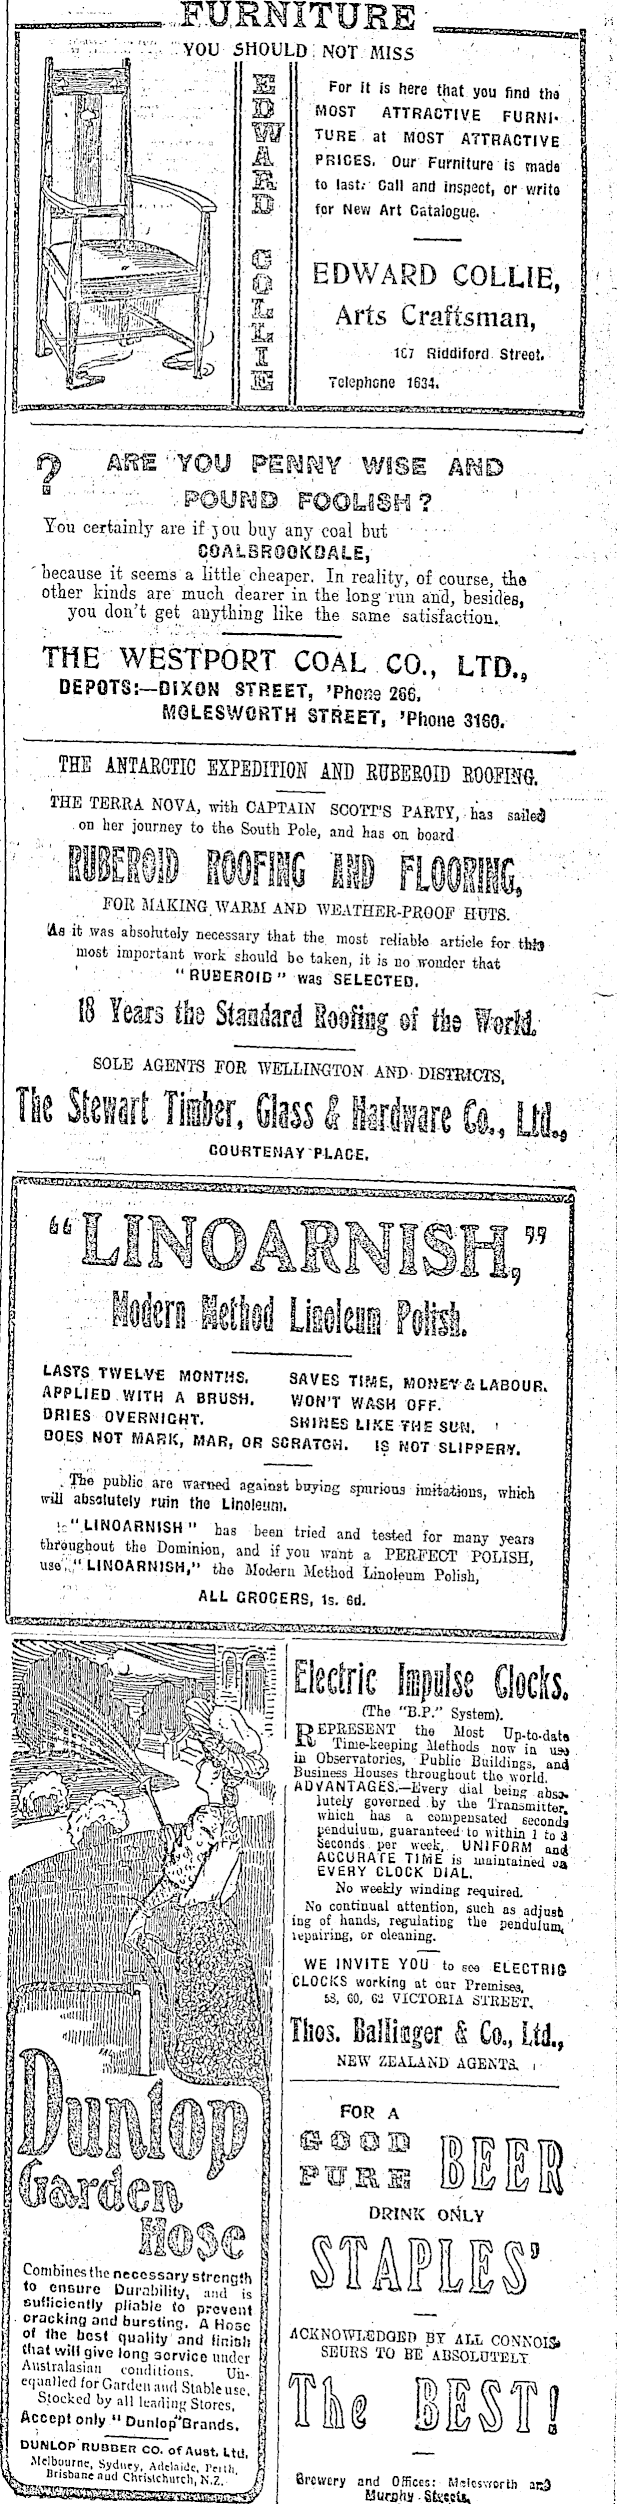 FURNITURE
YOU SHOULD NOT MISS
EDWARD COLLIE
For it is here that you find the
MOST ATTRACTIVE FURNI-
TURE at MOST ATTRACTIVE
PRICES. Our Furniture is made
to last. Call and inspect, or write
for New Art Catalogue.
EDWARD COLLIE,
Arts Craftsman,
107 Riddiford Street.
Telephone 1634.
? ARE YOU PENNY WISE AND
POUND FOOLISH?
You certainly are if you buy any coal but
COALBROOKDALE,
because it seems a little cheaper. In reality, of course, the
other kinds are much dearer in the long run and, besides,
you don't get anything like the same satisfaction.
THE WESTPORT COAL CO., LTD.,
DEPOTS:—DIXON STREET, 'Phone 266.
MOLESWORTH STREET, 'Phone 3180.
THE ANTARCTIC EXPEDITION AND RUBEROID ROOFING.
THE TERRA NOVA, with CAPTAIN SCOTT'S PARTY, has sailed
on her journey to the South Pole, and has on board
RUBEROID ROOFING AND FLOORING,
FOR MAKING WARM AND WEATHER-PROOF HUTS.
As it was absolutely necessary that the most reliable article for this
most important work should be taken, it is no wonder that
"RUBEROID" was SELECTED.
18 Years the Standard Roofing of the World.
SOLE AGENTS FOR WELLINGTON AND DISTRICTS,
The Stewart Timber, Glass & Hardware Co., Ltd.,
COURTENAY PLACE.
"LINOARNISH,"
Modern Method Linoleum Polish.
LASTS TWELVE MONTHS. SAVES TIME, MONEY & LABOUR.
APPLIED WITH A BRUSH. WON'T WASH OFF.
DRIES OVERNIGHT. SHINES LIKE THE SUN.
DOES NOT MARK, MAR, OR SCRATCH. IS NOT SLIPPERY.
The public are warned against buying spurious imitations, which
will absolutely ruin the Linoleum.
"LINOARNISH" has been tried and tested for many years
throughout the Dominion, and if you want a PERFECT POLISH,
use "LINOARNISH," the Modern Method Linoleum Polish,
ALL GROCERS, 1s. 6d.
Dunlop
Garden
Hose
Combines the necessary strength
to ensure Durability, and is
sufficiently pliable to prevent
cracking and bursting. A Hose
of the best quality and finish
that will give long service under
Australasian conditions. Un-
equalled for Garden and Stable use.
Stocked by all leading Stores.
Accept only "Dunlop" Brands.
DUNLOP RUBBER CO. of Aust. Ltd.
Melbourne, Sydney, Adelaide, Perth,
Brisbane and Christchurch, N.Z.
Electric Impulse Clocks.
(The "B.P." System).
REPRESENT the Most Up-to-date
Time-keeping Methods now in use
in Observatories, Public Buildings, and
Business Houses throughout the world.
ADVANTAGES.—Every dial being abso-
lutely governed by the Transmitter,
which has a compensated seconds
pendulum, guaranteed to within 1 to 3
Seconds per week, UNIFORM and
ACCURATE TIME is maintained on
EVERY CLOCK DIAL.
No weekly winding required.
No continual attention, such as adjust
ing of hands, regulating the pendulum,
repairing, or cleaning.
WE INVITE YOU to see ELECTRIC
CLOCKS working at our Premises,
58, 60, 62 VICTORIA STREET.
Thos. Ballinger & Co., Ltd.,
NEW ZEALAND AGENTS.
FOR A
GOOD
PURE BEER
DRINK ONLY
STAPLES'
ACKNOWLEDGED BY ALL CONNOIS-
SEURS TO BE ABSOLUTELY
The BEST!
Brewery and Offices: Molesworth and
Murphy Streets.